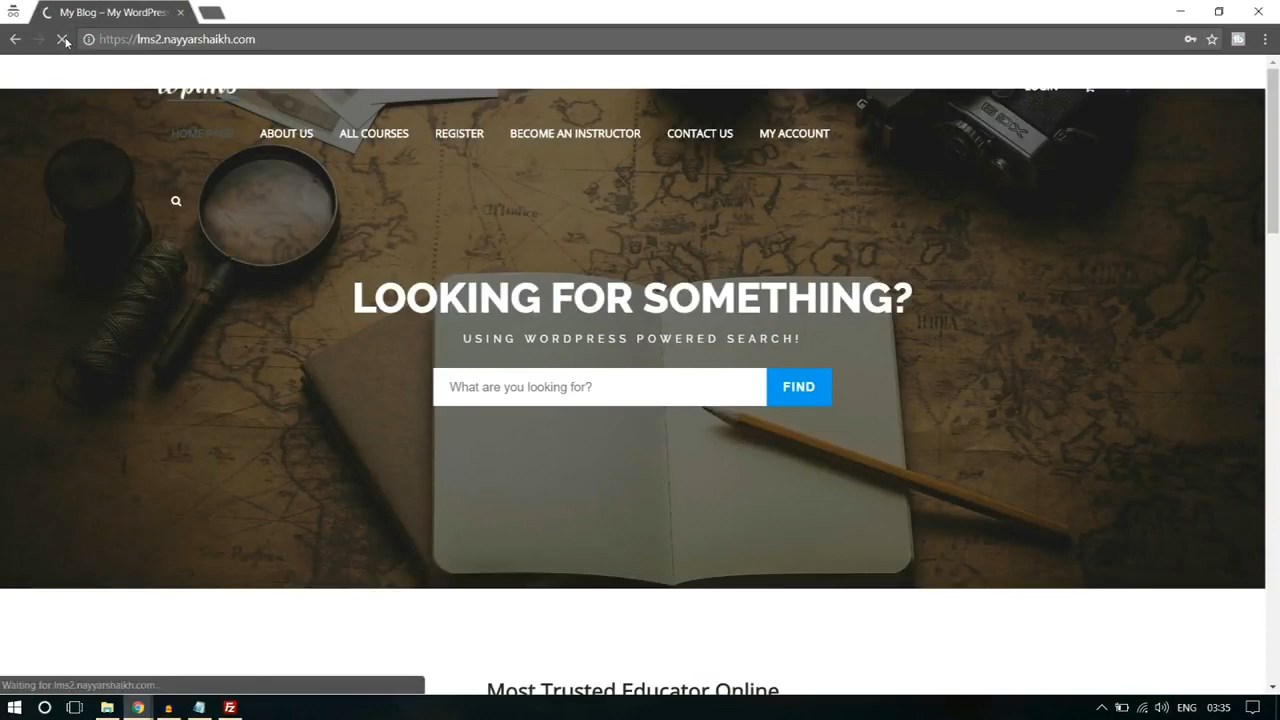 My Blog – My WordPres
https://lms2.nayyarshaikh.com
LOGIN
HOME PAGE ABOUT US ALL COURSES REGISTER BECOME AN INSTRUCTOR CONTACT US MY ACCOUNT
LOOKING FOR SOMETHING?
USING WORDPRESS POWERED SEARCH!
What are you looking for? FIND
Most Trusted Educator Online
Waiting for lms2.nayyarshaikh.com...
ENG 03:35